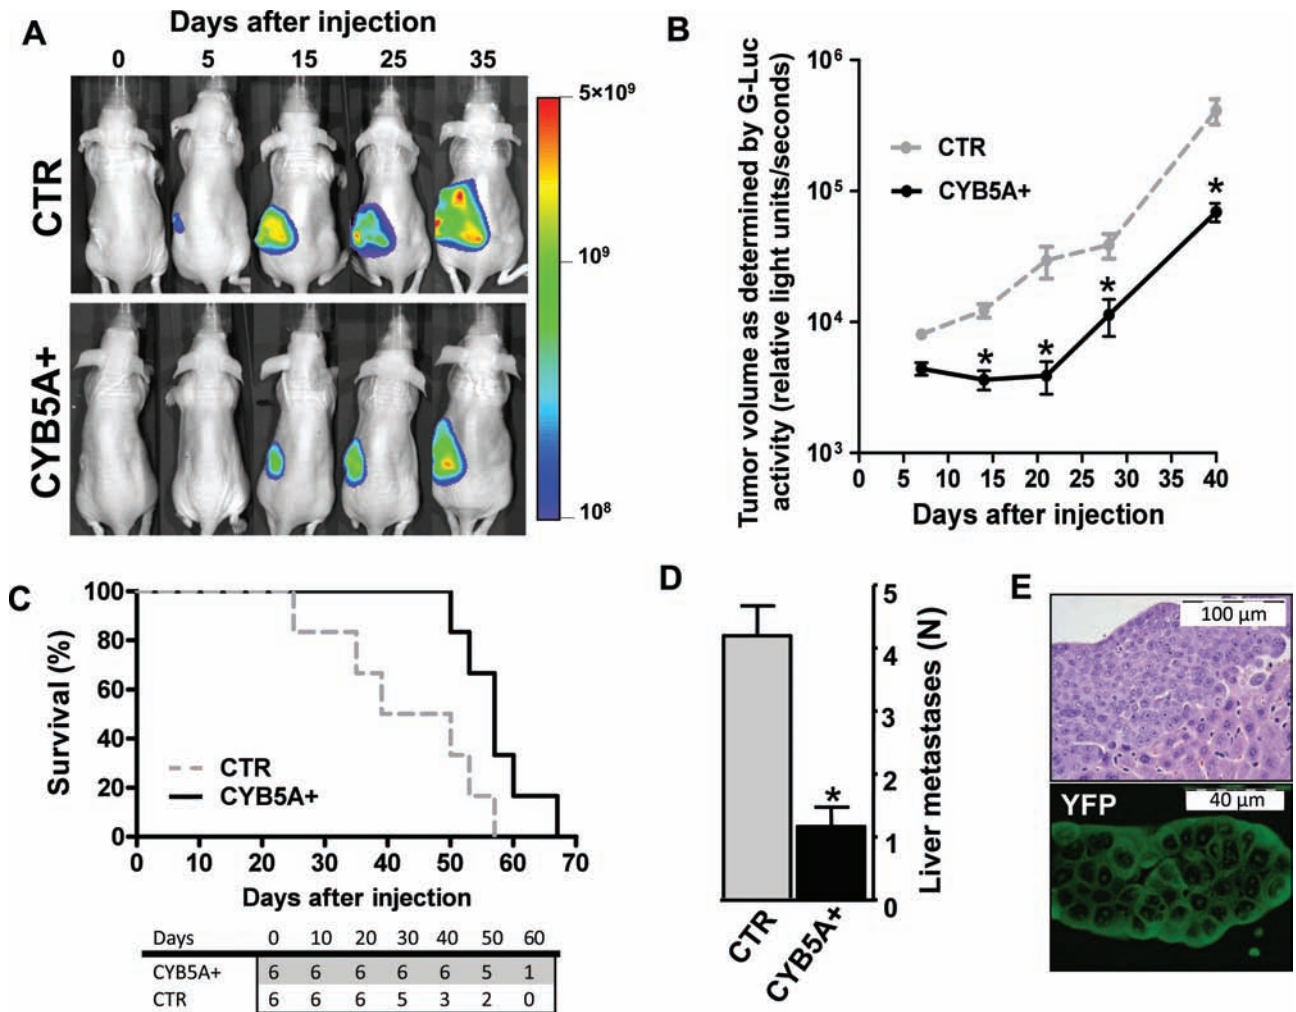 A
Days after injection
0 5 15 25 35
CTR
CYB5A+
5×10⁹
10⁹
10⁸
B
Tumor volume as determined by G-Luc
activity (relative light units/seconds)
10⁶
10⁵
10⁴
10³
CTR
CYB5A+
* * * *
0 5 10 15 20 25 30 35 40
Days after injection
C
Survival (%)
100
80
60
40
20
0
CTR
CYB5A+
0 10 20 30 40 50 60 70
Days after injection
Days 0 10 20 30 40 50 60
CYB5A+ 6 6 6 6 6 5 1
CTR 6 6 6 5 3 2 0
D
5
4
3
2
1
0
Liver metastases (N)
*
CTR
CYB5A+
E
100 µm
YFP
40 µm